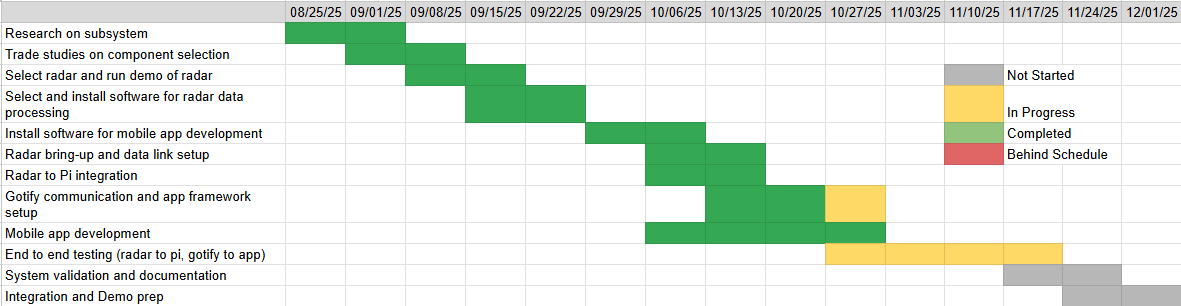 08/25/25 09/01/25 09/08/25 09/15/25 09/22/25 09/29/25 10/06/25 10/13/25 10/20/25 10/27/25 11/03/25 11/10/25 11/17/25 11/24/25 12/01/25
Research on subsystem
Trade studies on component selection
Select radar and run demo of radar
Not Started
Select and install software for radar data
processing
In Progress
Install software for mobile app development
Completed
Radar bring-up and data link setup
Behind Schedule
Radar to Pi integration
Gotify communication and app framework
setup
Mobile app development
End to end testing (radar to pi, gotify to app)
System validation and documentation
Integration and Demo prep